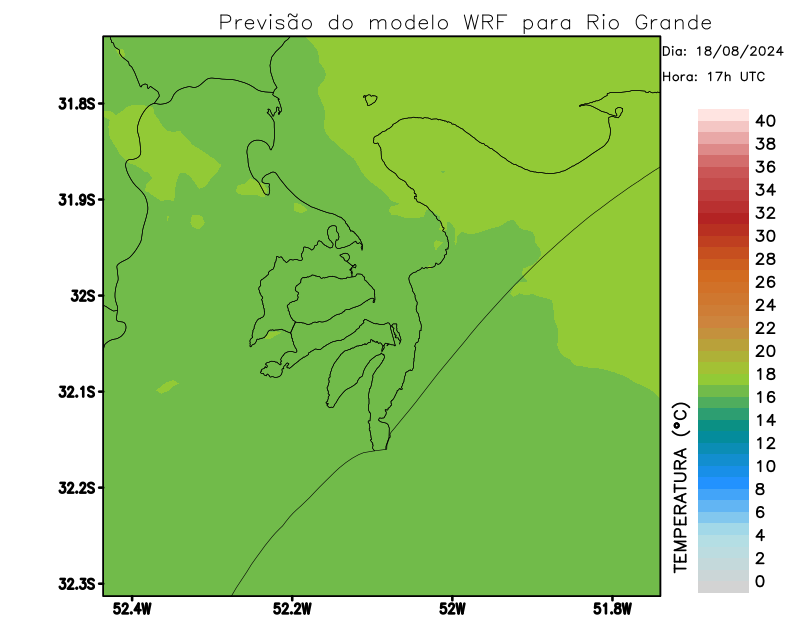 Previsão do modelo WRF para Rio Grande
Dia: 18/08/2024
Hora: 17h UTC
31.8S
31.9S
32S
32.1S
32.2S
32.3S
52.4W
52.2W
52W
51.8W
TEMPERATURA (°C)
40
38
36
34
32
30
28
26
24
22
20
18
16
14
12
10
8
6
4
2
0